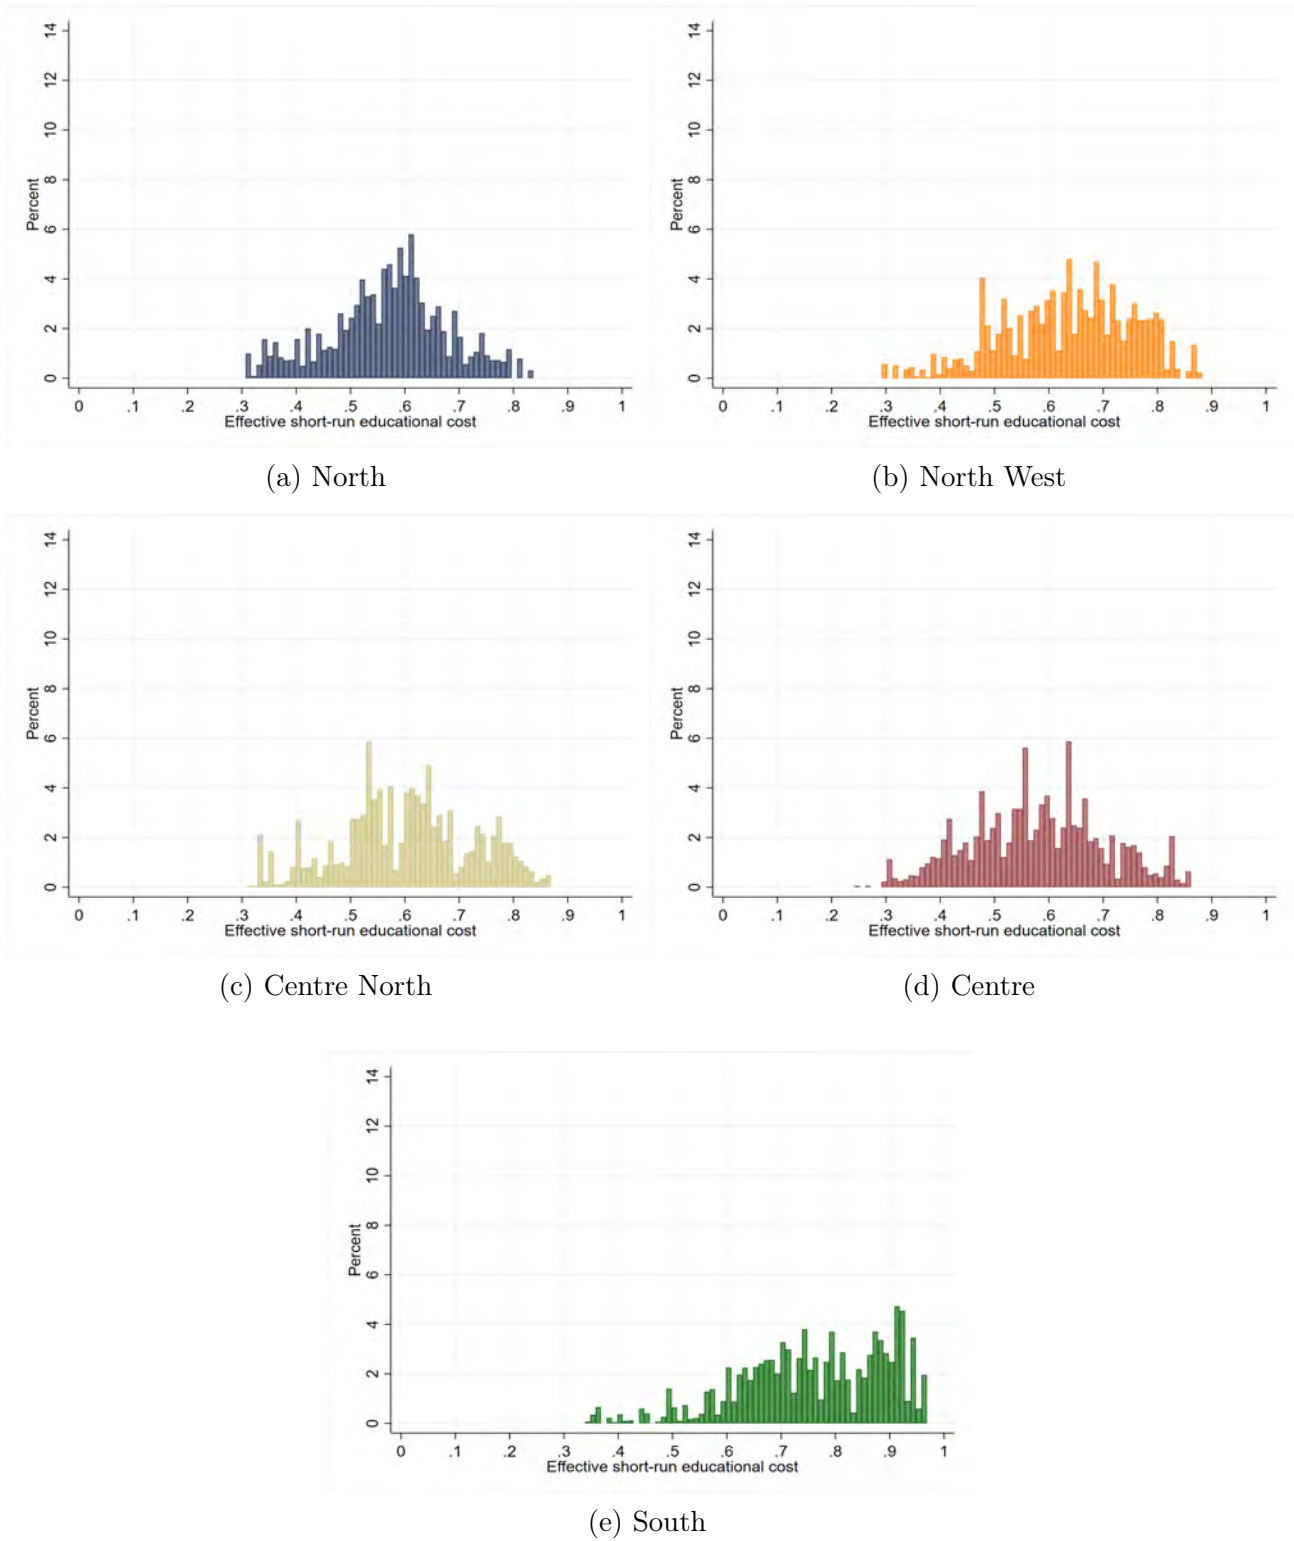 14
12
10
8
6
4
2
0
Percent
0 .1 .2 .3 .4 .5 .6 .7 .8 .9 1
Effective short-run educational cost
(a) North
14
12
10
8
6
4
2
0
Percent
0 .1 .2 .3 .4 .5 .6 .7 .8 .9 1
Effective short-run educational cost
(b) North West
14
12
10
8
6
4
2
0
Percent
0 .1 .2 .3 .4 .5 .6 .7 .8 .9 1
Effective short-run educational cost
(c) Centre North
14
12
10
8
6
4
2
0
Percent
0 .1 .2 .3 .4 .5 .6 .7 .8 .9 1
Effective short-run educational cost
(d) Centre
14
12
10
8
6
4
2
0
Percent
0 .1 .2 .3 .4 .5 .6 .7 .8 .9 1
Effective short-run educational cost
(e) South